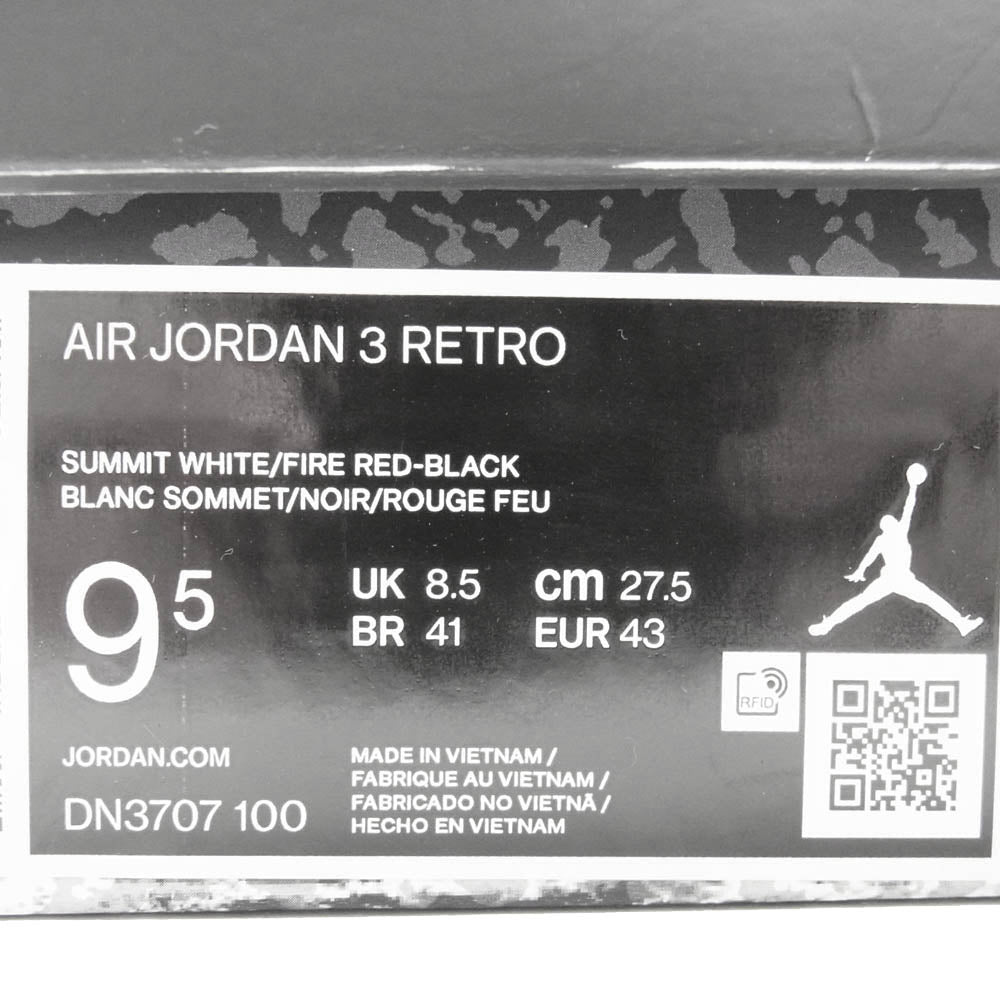 AIR JORDAN 3 RETRO
SUMMIT WHITE/FIRE RED-BLACK
BLANC SOMMET/NOIR/ROUGE FEU
9⁵
UK 8.5 cm 27.5
BR 41 EUR 43
RFID
JORDAN.COM
DN3707 100
MADE IN VIETNAM /
FABRIQUE AU VIETNAM /
FABRICADO NO VIETNÃ /
HECHO EN VIETNAM